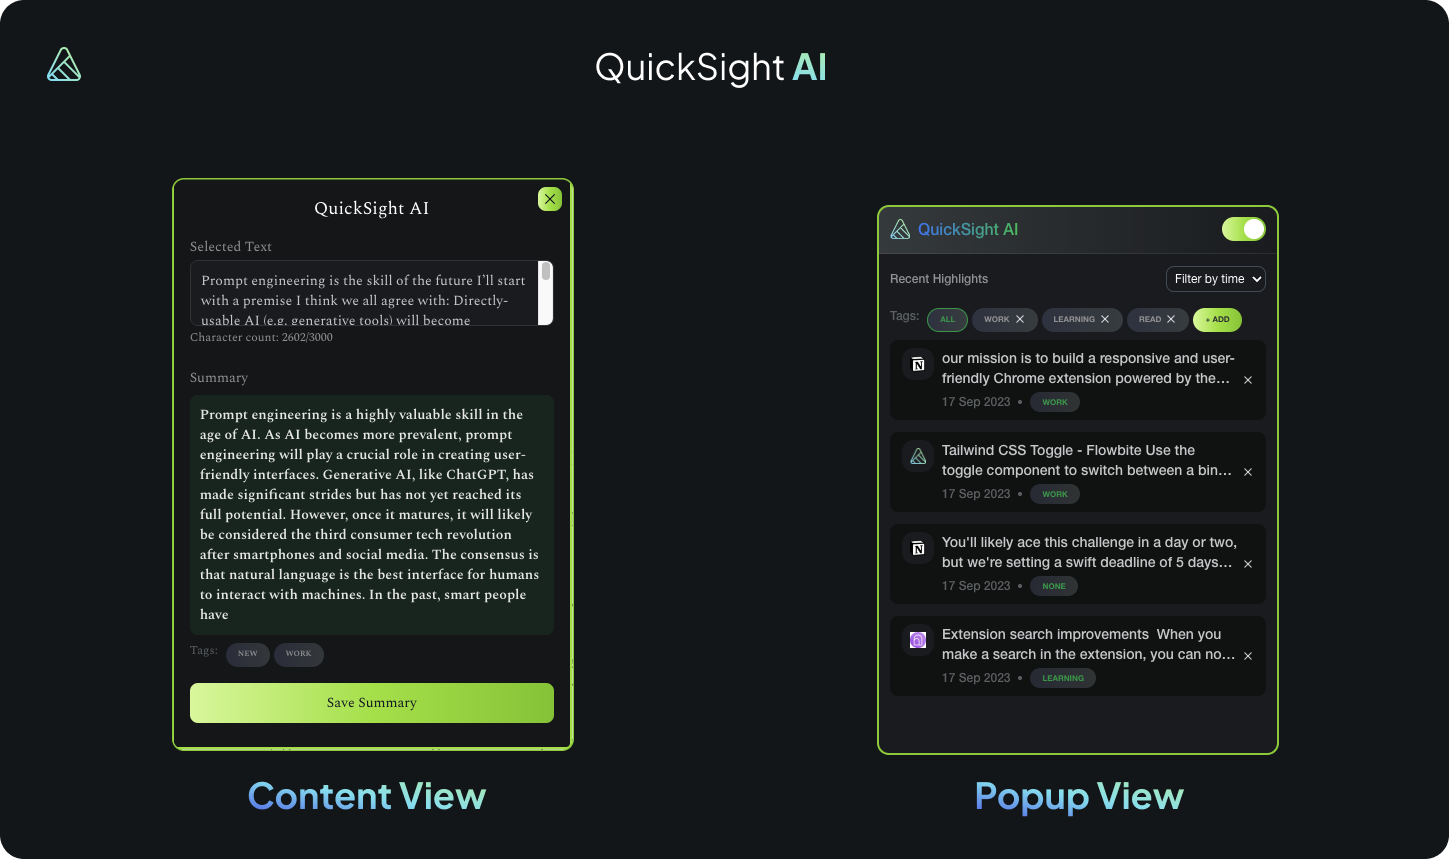 QuickSight AI
QuickSight AI
Selected Text
Prompt engineering is the skill of the future I’ll start
with a premise I think we all agree with: Directly-
usable AI (e.g. generative tools) will become
Character count: 2602/3000
Summary
Prompt engineering is a highly valuable skill in the
age of AI. As AI becomes more prevalent, prompt
engineering will play a crucial role in creating user-
friendly interfaces. Generative AI, like ChatGPT, has
made significant strides but has not yet reached its
full potential. However, once it matures, it will likely
be considered the third consumer tech revolution
after smartphones and social media. The consensus is
that natural language is the best interface for humans
to interact with machines. In the past, smart people
have
Tags: NEW WORK
Save Summary
Content View
QuickSight AI
Recent Highlights
Filter by time
Tags: ALL WORK LEARNING READ + ADD
our mission is to build a responsive and user-
friendly Chrome extension powered by the...
17 Sep 2023 • WORK
Tailwind CSS Toggle - Flowbite Use the
toggle component to switch between a bin...
17 Sep 2023 • WORK
You'll likely ace this challenge in a day or two,
but we're setting a swift deadline of 5 days...
17 Sep 2023 • NONE
Extension search improvements When you
make a search in the extension, you can no...
17 Sep 2023 • LEARNING
Popup View